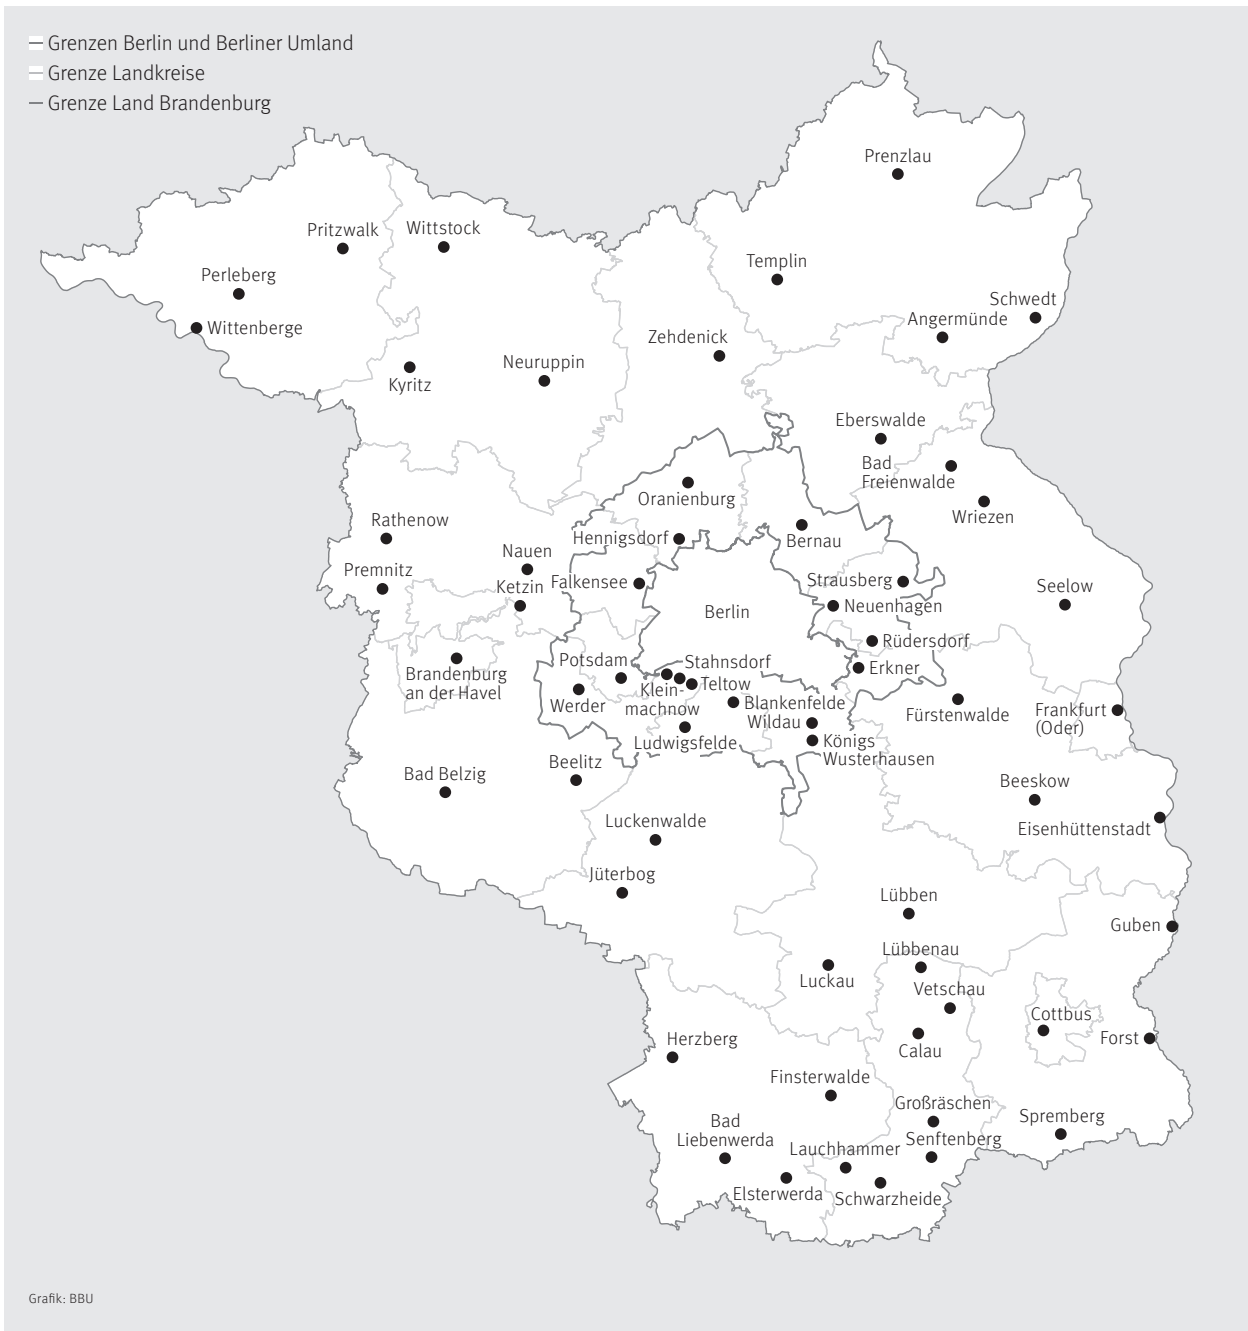 Grenzen Berlin und Berliner Umland
Grenze Landkreise
Grenze Land Brandenburg
Prenzlau
Pritzwalk
Wittstock
Perleberg
Templin
Schwedt
Angermünde
Wittenberge
Zehdenick
Neuruppin
Kyritz
Eberswalde
Bad
Freienwalde
Oranienburg
Wriezen
Rathenow
Hennigsdorf
Bernau
Nauen
Premnitz
Ketzin
Falkensee
Strausberg
Seelow
Berlin
Neuenhagen
Rüdersdorf
Potsdam
Stahnsdorf
Erkner
Brandenburg
an der Havel
Klein-
machnow
Teltow
Werder
Blankenfelde
Wildau
Fürstenwalde
Frankfurt
(Oder)
Ludwigsfelde
Königs
Wusterhausen
Beelitz
Bad Belzig
Beeskow
Luckenwalde
Eisenhüttenstadt
Jüterbog
Lübben
Guben
Lübbenau
Luckau
Vetschau
Cottbus
Herzberg
Forst
Calau
Finsterwalde
Großräschen
Spremberg
Bad
Liebenwerda
Senftenberg
Lauchhammer
Elsterwerda
Schwarzheide
Grafik: BBU